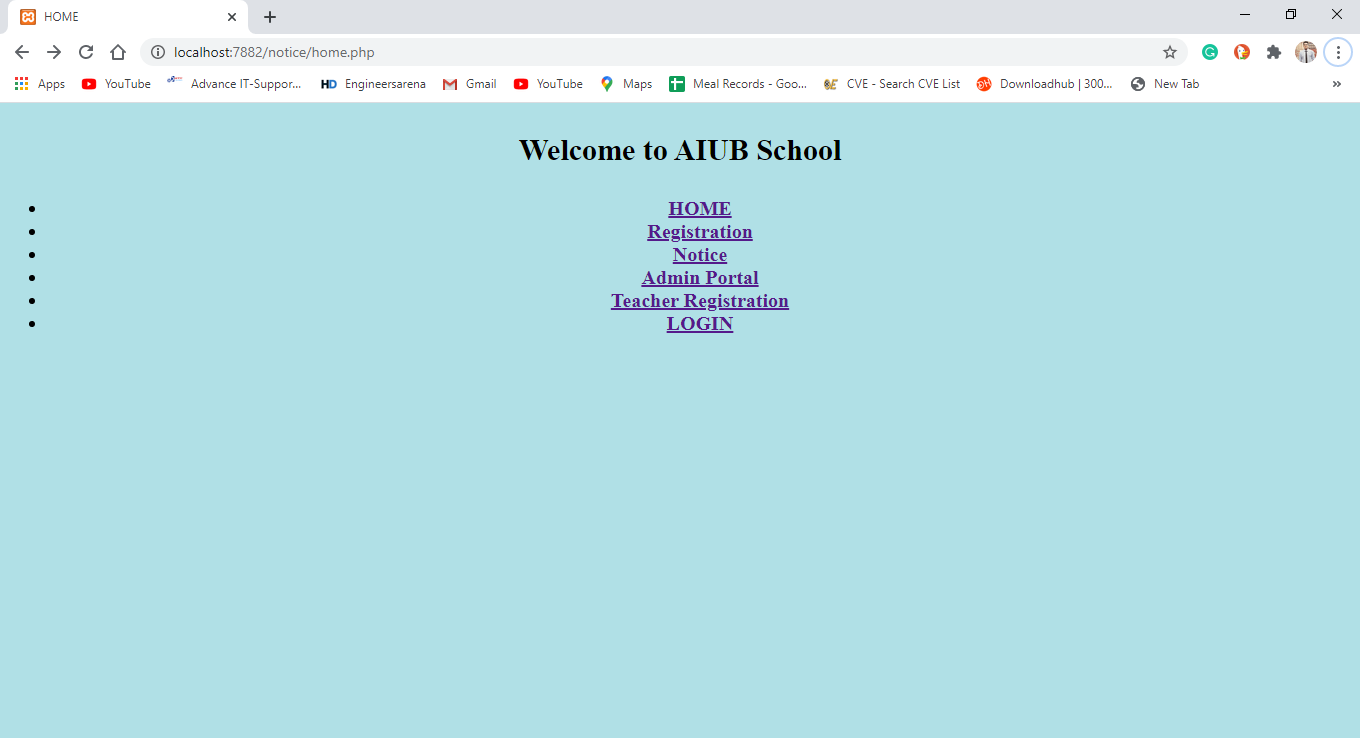 HOME
localhost:7882/notice/home.php
Apps YouTube Advance IT-Suppor... HD Engineersarena Gmail YouTube Maps Meal Records - Goo... CVE - Search CVE List DH Downloadhub | 300... New Tab »
Welcome to AIUB School
HOME
Registration
Notice
Admin Portal
Teacher Registration
LOGIN